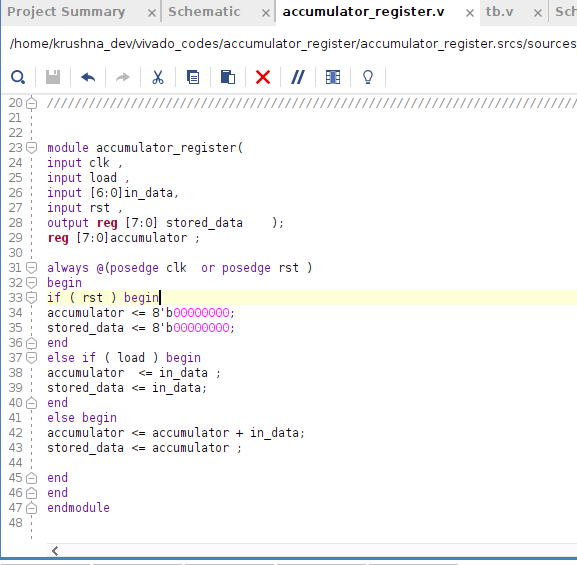 Project Summary × Schematic × accumulator_register.v × tb.v × Sch
/home/krushna_dev/vivado_codes/accumulator_register/accumulator_register.srcs/sources
20 //////////////////////////////////////////////////////////////////////////////////
21
22
23 module accumulator_register(
24 input clk ,
25 input load ,
26 input [6:0]in_data,
27 input rst ,
28 output reg [7:0] stored_data    );
29 reg [7:0]accumulator ;
30
31 always @(posedge clk  or posedge rst )
32 begin
33 if ( rst ) begin
34 accumulator <= 8'b00000000;
35 stored_data <= 8'b00000000;
36 end
37 else if ( load ) begin
38 accumulator  <= in_data ;
39 stored_data <= in_data;
40 end
41 else begin
42 accumulator <= accumulator + in_data;
43 stored_data <= accumulator ;
44
45 end
46 end
47 endmodule
48